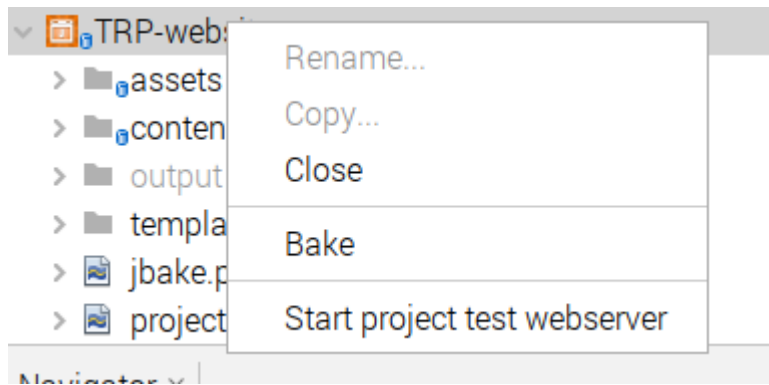 TRP-webs
Rename...
assets
Copy...
conten
Close
output
templa
Bake
jbake.p
project
Start project test webserver
Navigator ×